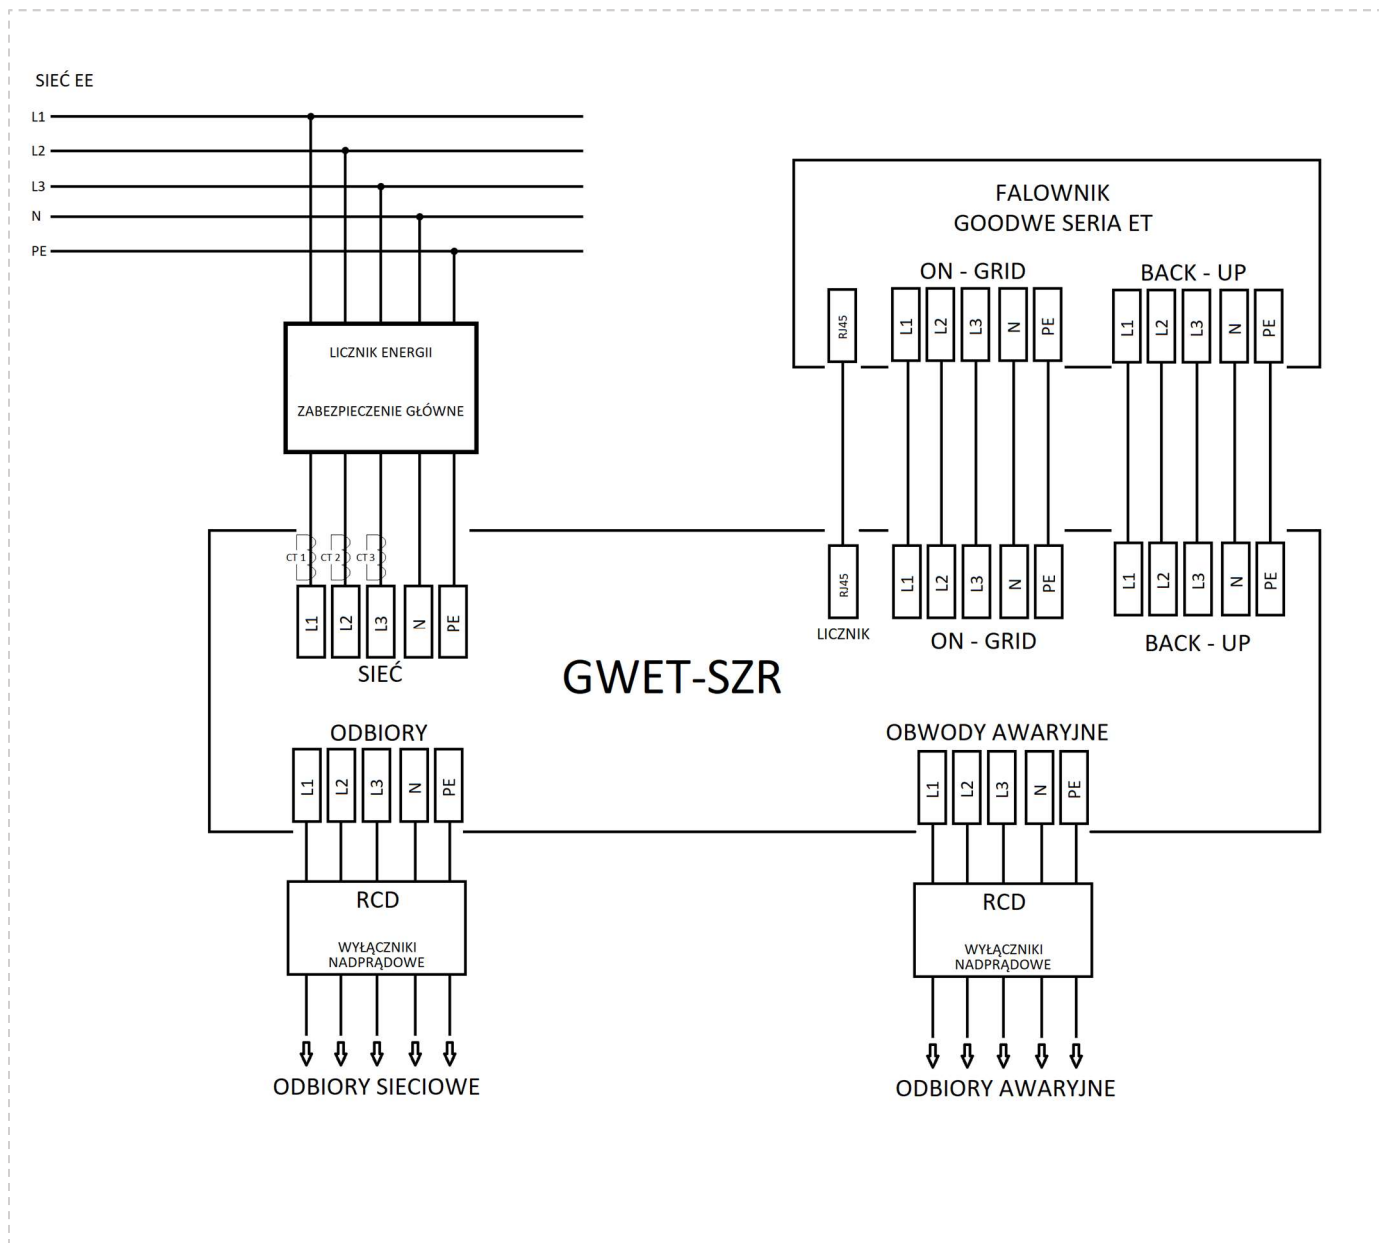 SIEĆ EE
L1
L2
L3
N
PE
LICZNIK ENERGII
ZABEZPIECZENIE GŁÓWNE
FALOWNIK
GOODWE SERIA ET
ON - GRID
BACK - UP
RJ45
L1
L2
L3
N
PE
L1
L2
L3
N
PE
CT 1
CT 2
CT 3
L1
L2
L3
N
PE
SIEĆ
RJ45
LICZNIK
L1
L2
L3
N
PE
ON - GRID
L1
L2
L3
N
PE
BACK - UP
GWET-SZR
ODBIORY
L1
L2
L3
N
PE
OBWODY AWARYJNE
L1
L2
L3
N
PE
RCD
WYŁĄCZNIKI
NADPRĄDOWE
RCD
WYŁĄCZNIKI
NADPRĄDOWE
ODBIORY SIECIOWE
ODBIORY AWARYJNE